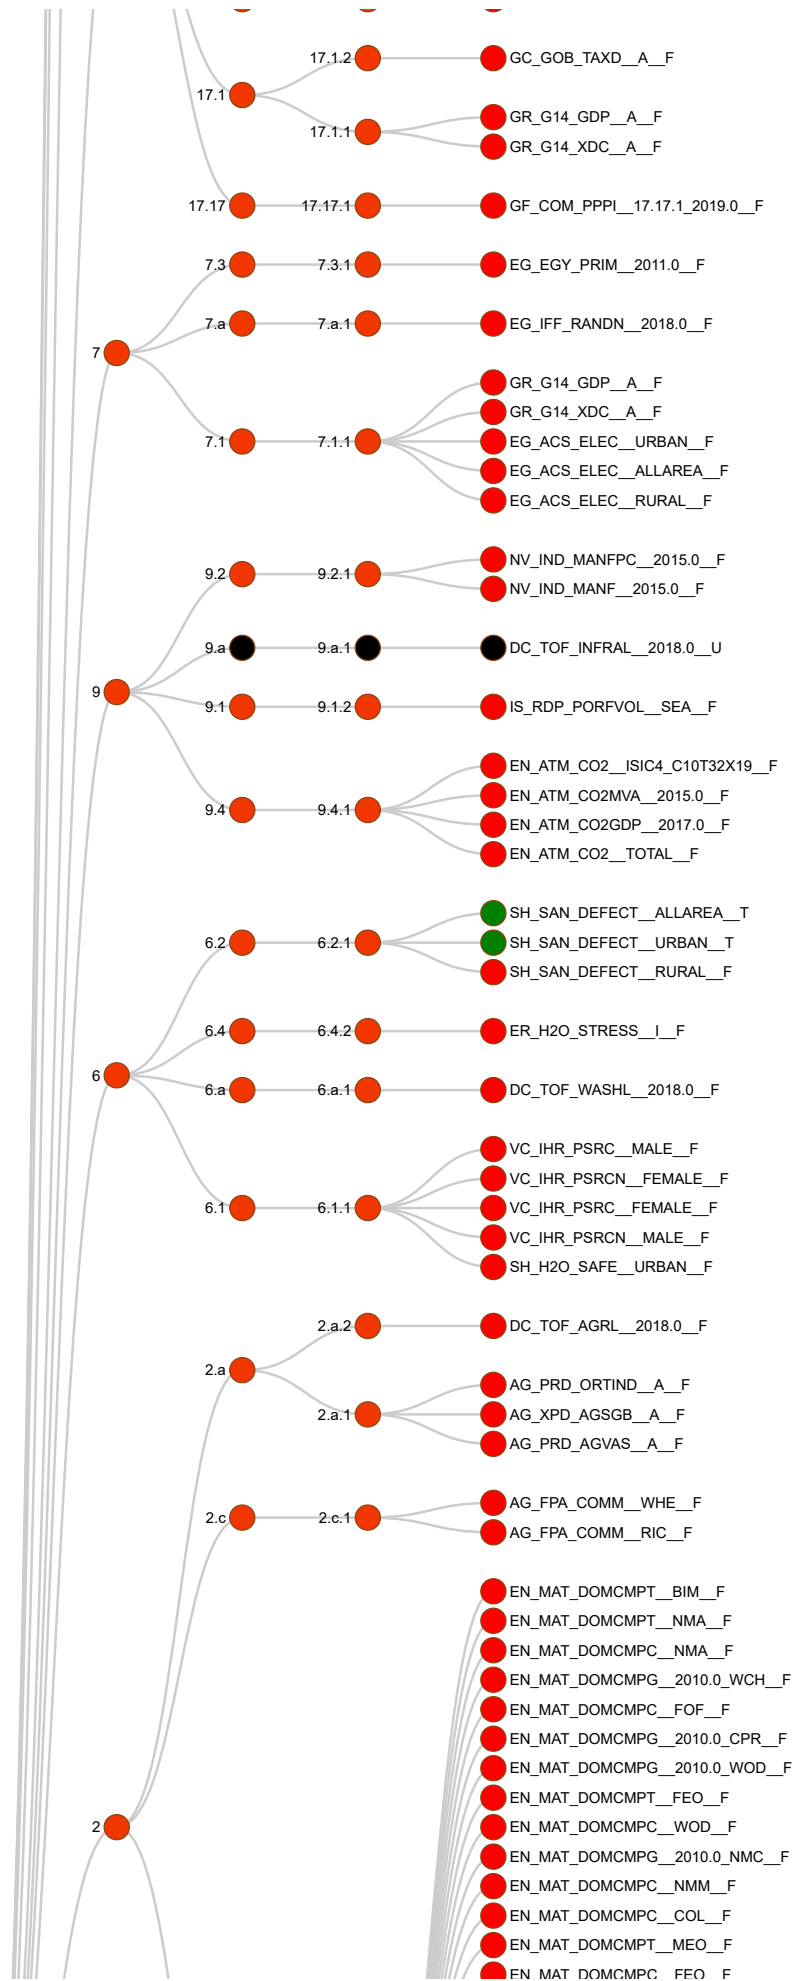 17.1.2 GC_GOB_TAXD__A__F
17.1
GR_G14_GDP__A__F
17.1.1
GR_G14_XDC__A__F
17.17 17.17.1 GF_COM_PPPI__17.17.1_2019.0__F
7.3 7.3.1 EG_EGY_PRIM__2011.0__F
7.a 7.a.1 EG_IFF_RANDN__2018.0__F
7
GR_G14_GDP__A__F
GR_G14_XDC__A__F
7.1 7.1.1 EG_ACS_ELEC__URBAN__F
EG_ACS_ELEC__ALLAREA__F
EG_ACS_ELEC__RURAL__F
NV_IND_MANFPC__2015.0__F
9.2 9.2.1
NV_IND_MANF__2015.0__F
9.a 9.a.1 DC_TOF_INFRAL__2018.0__U
9
9.1 9.1.2 IS_RDP_PORFVOL__SEA__F
EN_ATM_CO2__ISIC4_C10T32X19__F
EN_ATM_CO2MVA__2015.0__F
9.4 9.4.1
EN_ATM_CO2GDP__2017.0__F
EN_ATM_CO2__TOTAL__F
SH_SAN_DEFECT__ALLAREA__T
6.2 6.2.1 SH_SAN_DEFECT__URBAN__T
SH_SAN_DEFECT__RURAL__F
6.4 6.4.2 ER_H2O_STRESS__I__F
6
6.a 6.a.1 DC_TOF_WASHL__2018.0__F
VC_IHR_PSRC__MALE__F
VC_IHR_PSRCN__FEMALE__F
6.1 6.1.1 VC_IHR_PSRC__FEMALE__F
VC_IHR_PSRCN__MALE__F
SH_H2O_SAFE__URBAN__F
2.a.2 DC_TOF_AGRL__2018.0__F
2.a
AG_PRD_ORTIND__A__F
2.a.1 AG_XPD_AGSGB__A__F
AG_PRD_AGVAS__A__F
AG_FPA_COMM__WHE__F
2.c 2.c.1
AG_FPA_COMM__RIC__F
EN_MAT_DOMCMPT__BIM__F
EN_MAT_DOMCMPT__NMA__F
EN_MAT_DOMCMPC__NMA__F
EN_MAT_DOMCMPG__2010.0_WCH__F
EN_MAT_DOMCMPC__FOF__F
EN_MAT_DOMCMPG__2010.0_CPR__F
EN_MAT_DOMCMPG__2010.0_WOD__F
EN_MAT_DOMCMPT__FEO__F
2 EN_MAT_DOMCMPC__WOD__F
EN_MAT_DOMCMPG__2010.0_NMC__F
EN_MAT_DOMCMPC__NMM__F
EN_MAT_DOMCMPC__COL__F
EN_MAT_DOMCMPT__MEO__F
EN_MAT_DOMCMPC__FEO__F